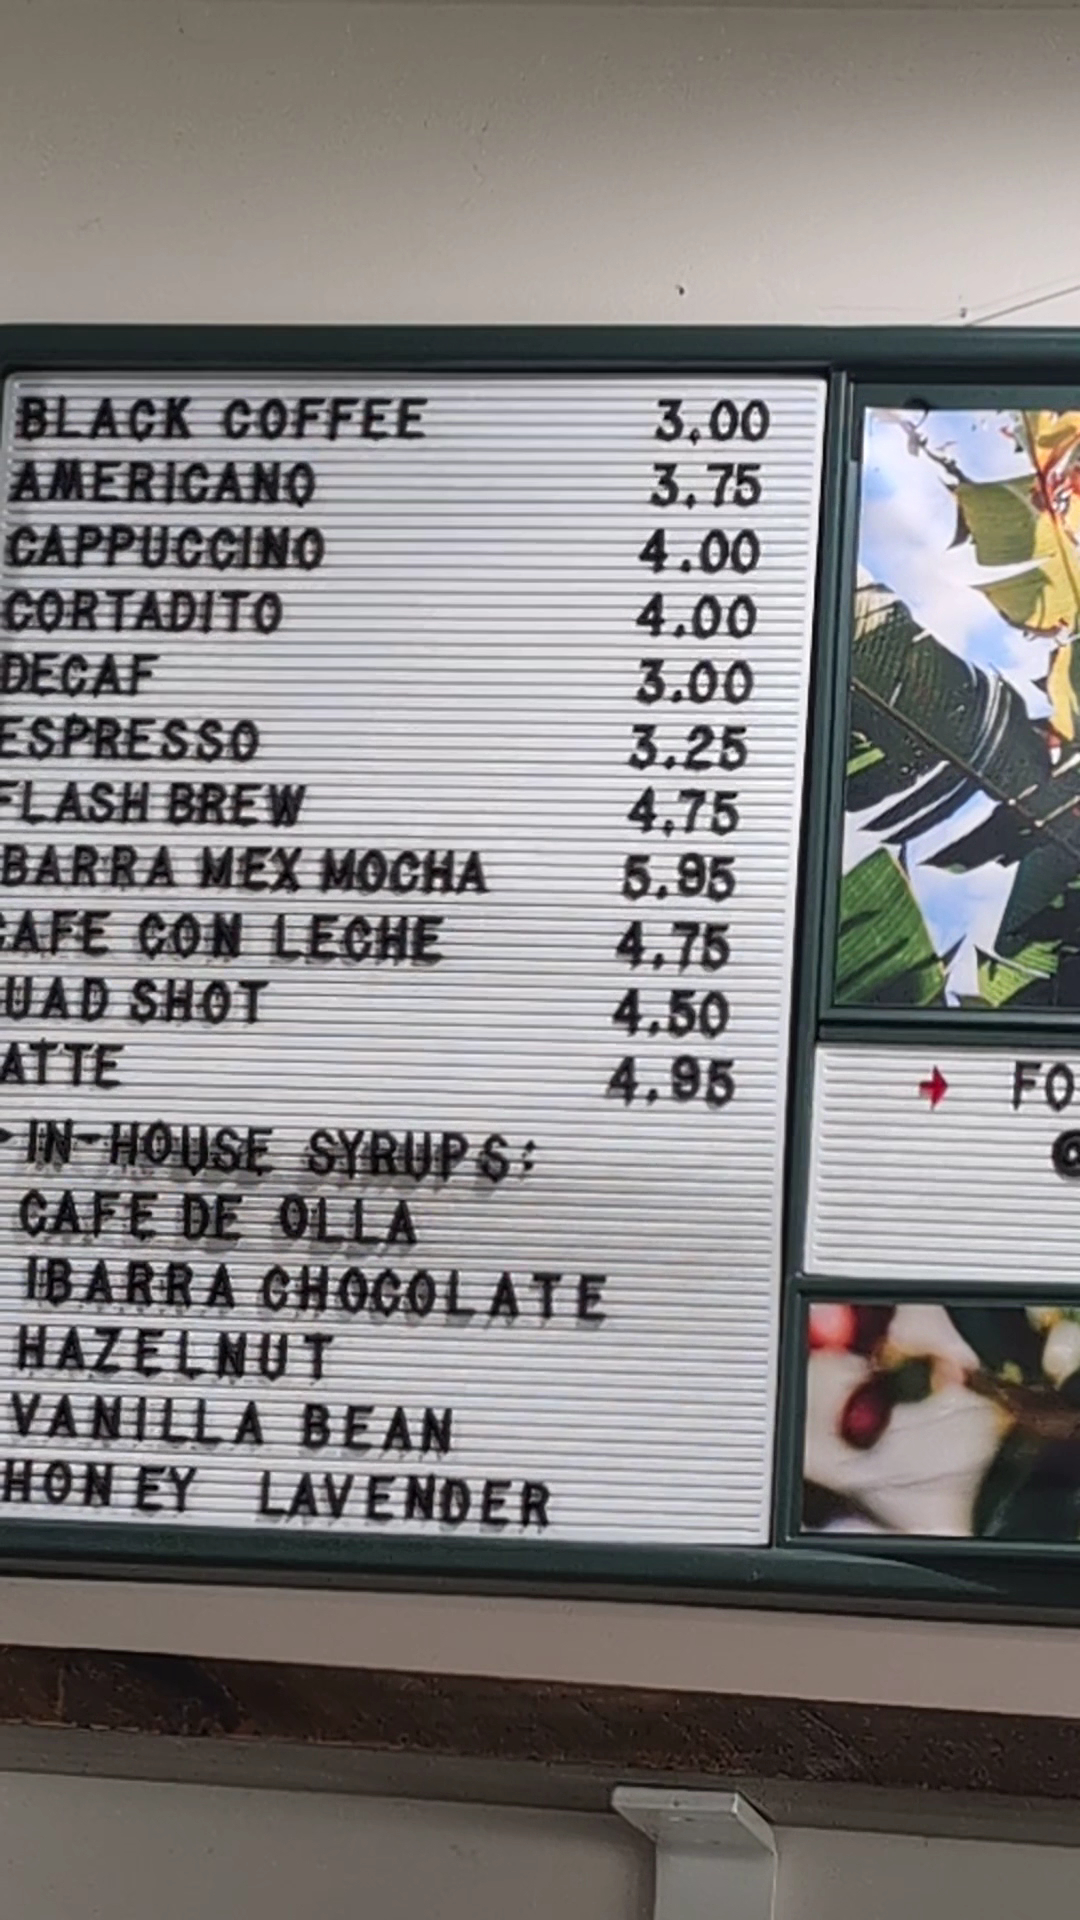 BLACK COFFEE 3.00
AMERICANO 3.75
CAPPUCCINO 4.00
CORTADITO 4.00
DECAF 3.00
ESPRESSO 3.25
FLASH BREW 4.75
BARRA MEX MOCHA 5.95
CAFE CON LECHE 4.75
UAD SHOT 4.50
ATTE 4.95
IN-HOUSE SYRUPS:
CAFE DE OLLA
IBARRA CHOCOLATE
HAZELNUT
VANILLA BEAN
HONEY LAVENDER
FO
@